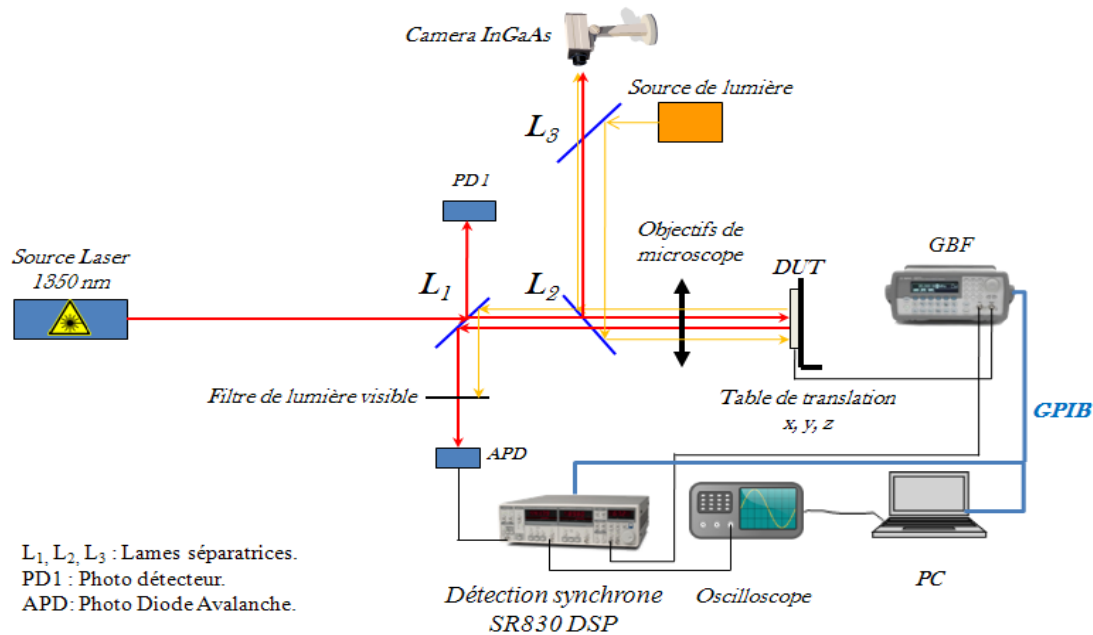 Camera InGaAs
Source de lumière
L3
PD1
Objectifs de
microscope
GBF
Source Laser
1350 nm
L1
L2
DUT
Filtre de lumière visible
Table de translation
x, y, z
GPIB
APD
L1, L2, L3 : Lames séparatrices.
PD1 : Photo détecteur.
APD: Photo Diode Avalanche.
Détection synchrone
SR830 DSP
Oscilloscope
PC